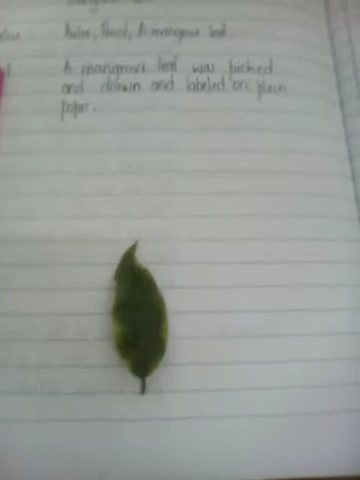 Ruler, Pencil, A mangrove leaf
A mangrove leaf was picked
and drawn and labeled on plain
paper.